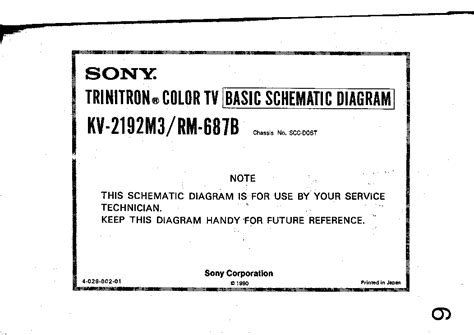 SONY.
TRINITRON® COLOR TV BASIC SCHEMATIC DIAGRAM
KV-2192M3/RM-687B Chassis No. SCC-D06T
NOTE
THIS SCHEMATIC DIAGRAM IS FOR USE BY YOUR SERVICE
TECHNICIAN.
KEEP THIS DIAGRAM HANDY FOR FUTURE REFERENCE.
Sony Corporation
4-028-002-01 © 1990 Printed in Japan
6